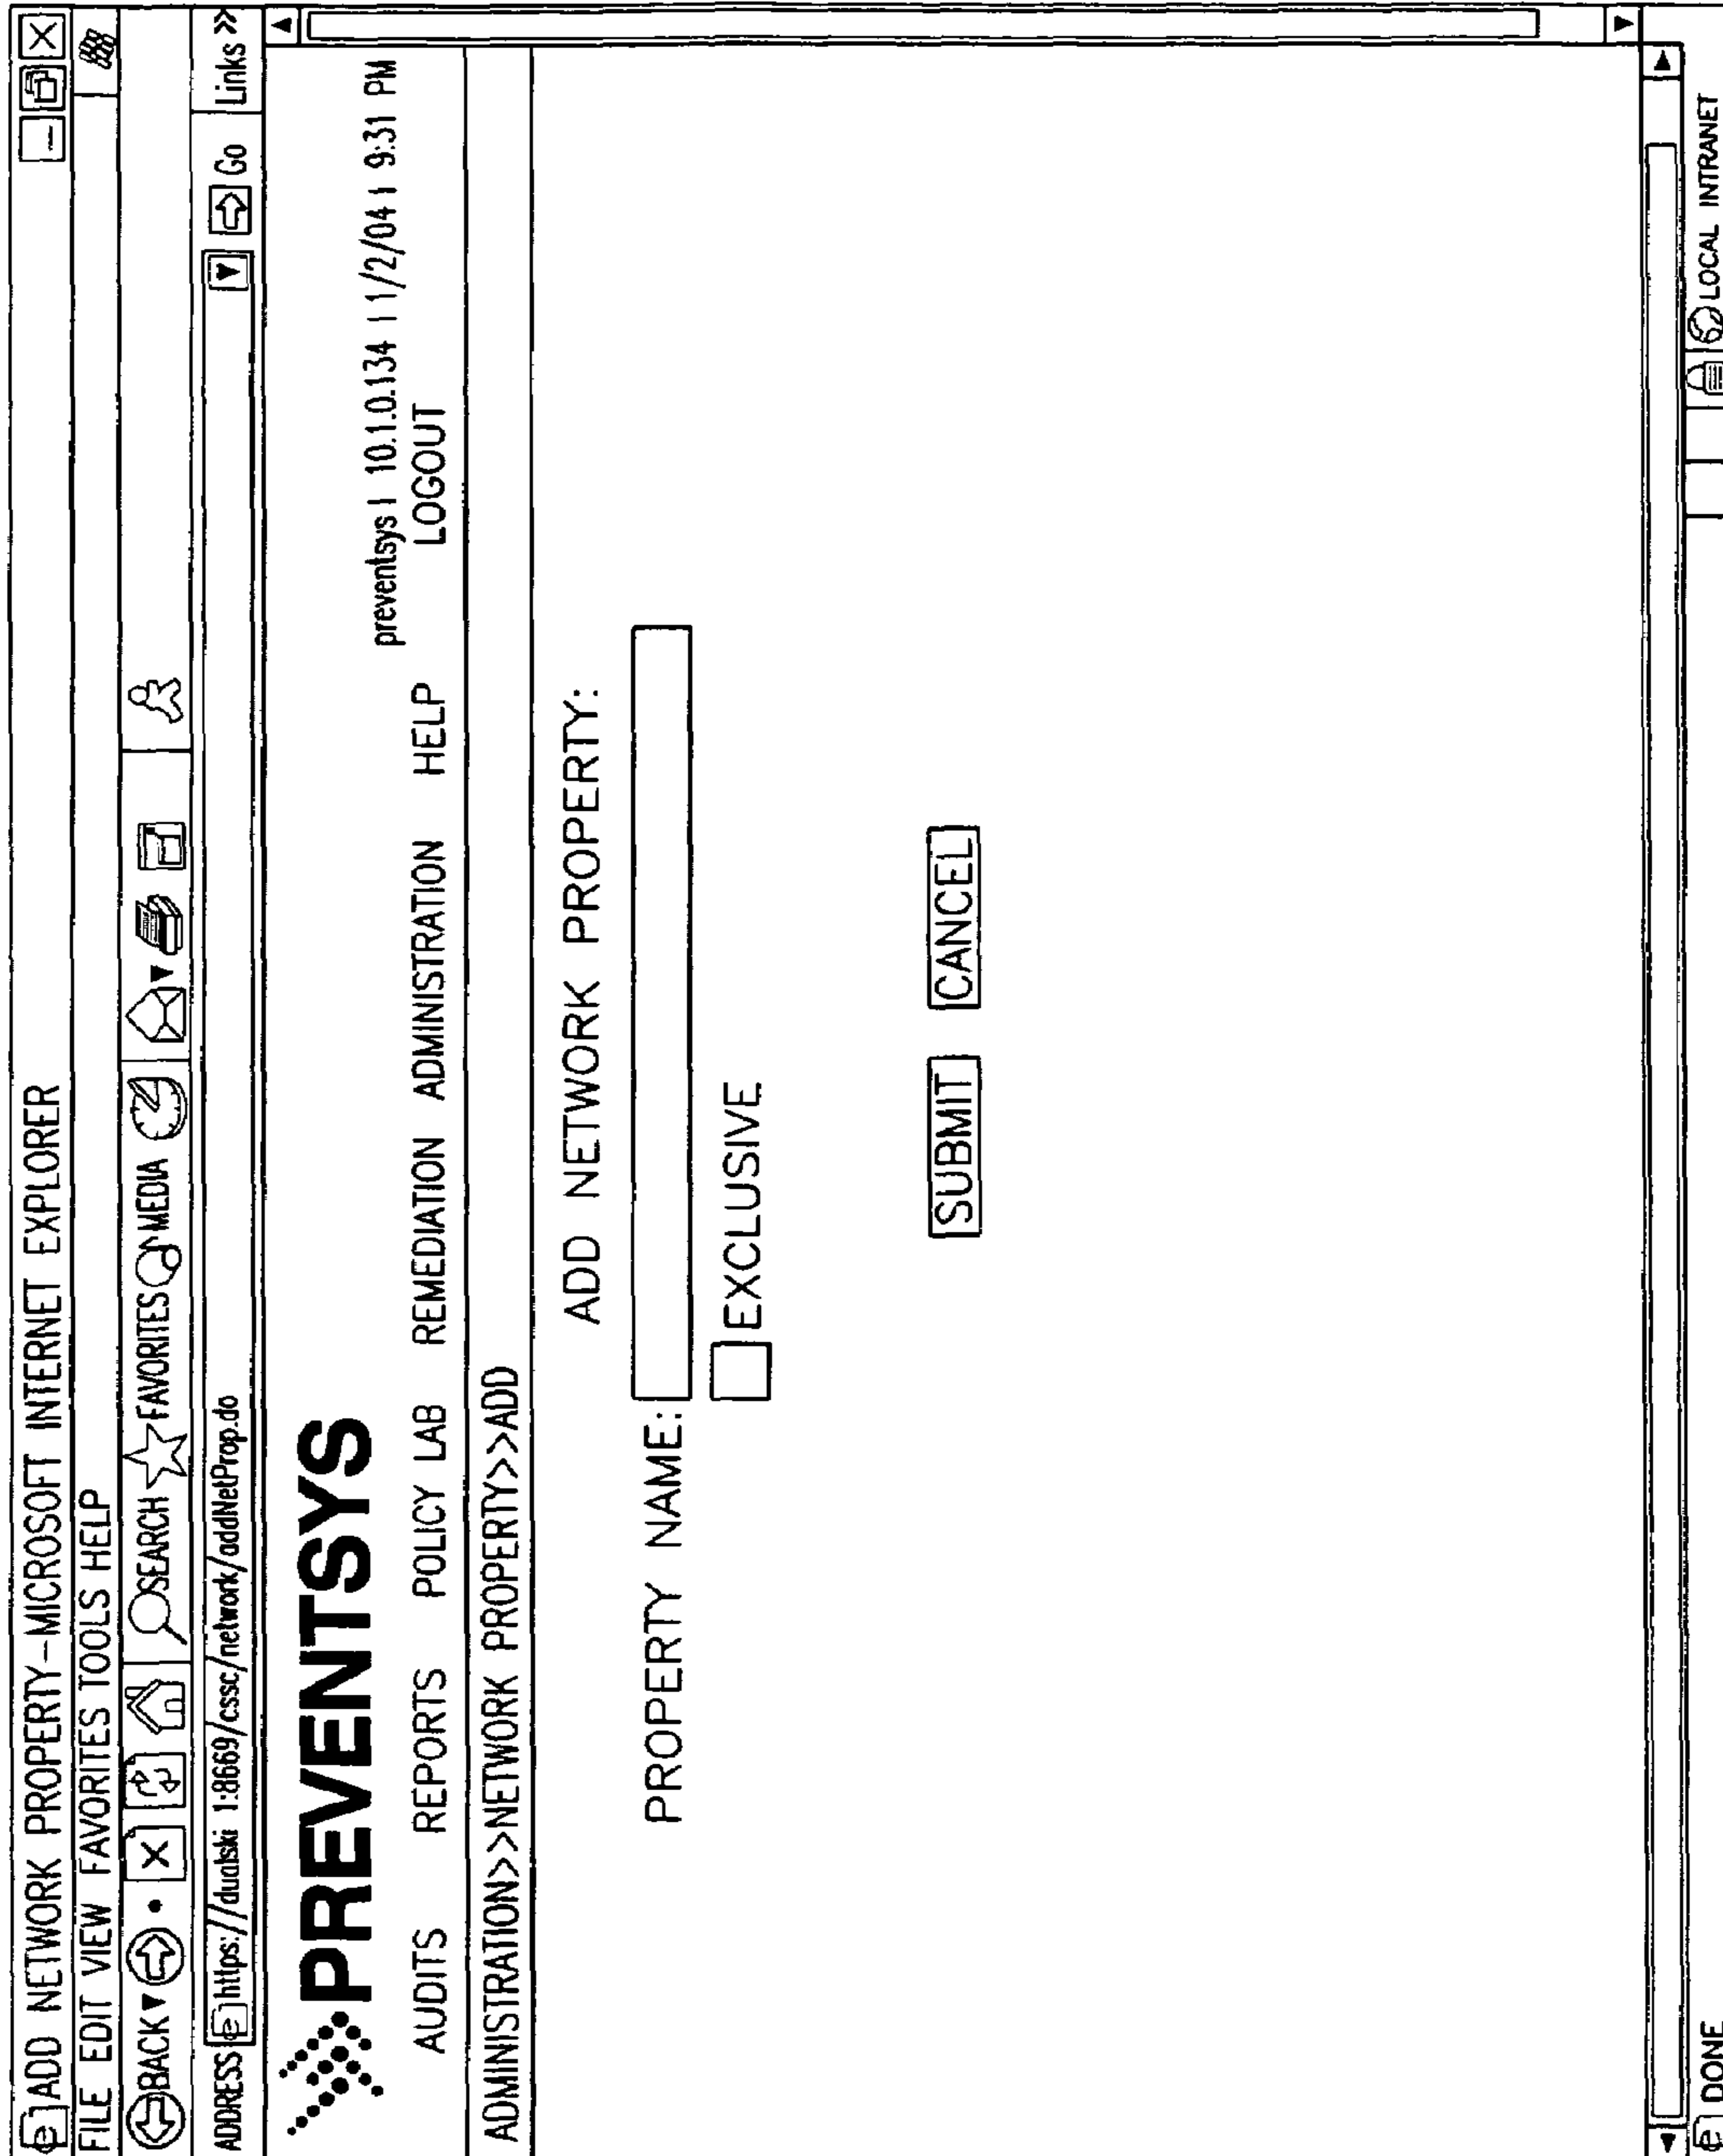 ADD NETWORK PROPERTY-MICROSOFT INTERNET EXPLORER
FILE EDIT VIEW FAVORITES TOOLS HELP
BACK SEARCH FAVORITES MEDIA
ADDRESS https://dualski 1:8669/cssc/network/addNetProp.do Go Links >>
PREVENTSYS
preventsys | 10.1.0.134 | 1/2/04 | 9:31 PM
AUDITS REPORTS POLICY LAB REMEDIATION ADMINISTRATION HELP LOGOUT
ADMINISTRATION>>NETWORK PROPERTY>>ADD
ADD NETWORK PROPERTY:
PROPERTY NAME:
EXCLUSIVE
SUBMIT CANCEL
DONE LOCAL INTRANET